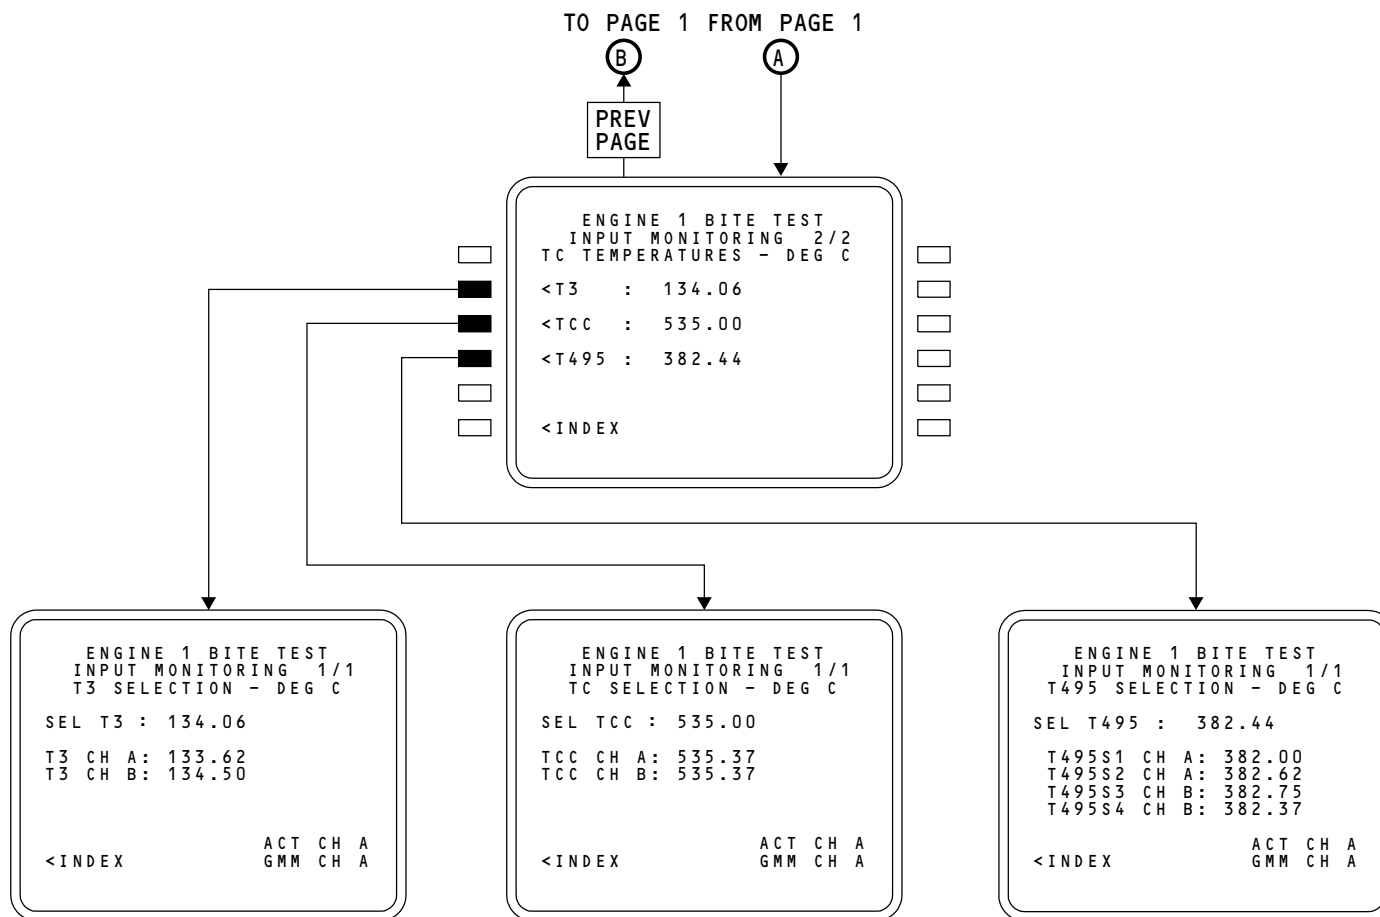 TO PAGE 1 FROM PAGE 1
B A
PREV
PAGE
ENGINE 1 BITE TEST
INPUT MONITORING 2/2
TC TEMPERATURES - DEG C
<T3 : 134.06
<TCC : 535.00
<T495 : 382.44
<INDEX
ENGINE 1 BITE TEST
INPUT MONITORING 1/1
T3 SELECTION - DEG C
SEL T3 : 134.06
T3 CH A: 133.62
T3 CH B: 134.50
ACT CH A
<INDEX GMM CH A
ENGINE 1 BITE TEST
INPUT MONITORING 1/1
TC SELECTION - DEG C
SEL TCC : 535.00
TCC CH A: 535.37
TCC CH B: 535.37
ACT CH A
<INDEX GMM CH A
ENGINE 1 BITE TEST
INPUT MONITORING 1/1
T495 SELECTION - DEG C
SEL T495 : 382.44
T495S1 CH A: 382.00
T495S2 CH A: 382.62
T495S3 CH B: 382.75
T495S4 CH B: 382.37
ACT CH A
<INDEX GMM CH A